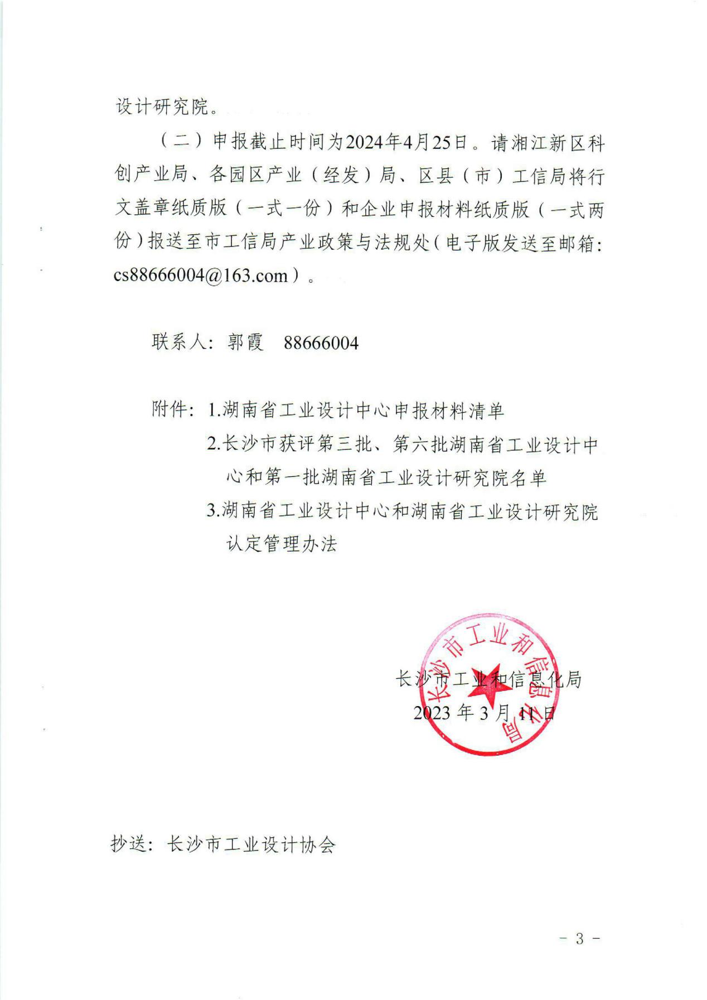 设计研究院。
（二）申报截止时间为2024年4月25日。请湘江新区科
创产业局、各园区产业（经发）局、区县（市）工信局将行
文盖章纸质版（一式一份）和企业申报材料纸质版（一式两
份）报送至市工信局产业政策与法规处（电子版发送至邮箱：
cs88666004@163.com）。
联系人：郭霞 88666004
附件：1.湖南省工业设计中心申报材料清单
2.长沙市获评第三批、第六批湖南省工业设计中
心和第一批湖南省工业设计研究院名单
3.湖南省工业设计中心和湖南省工业设计研究院
认定管理办法
长沙市工业和信息化局
长沙市工业和信息化局
2023 年 3 月 11 日
抄送：长沙市工业设计协会
- 3 -